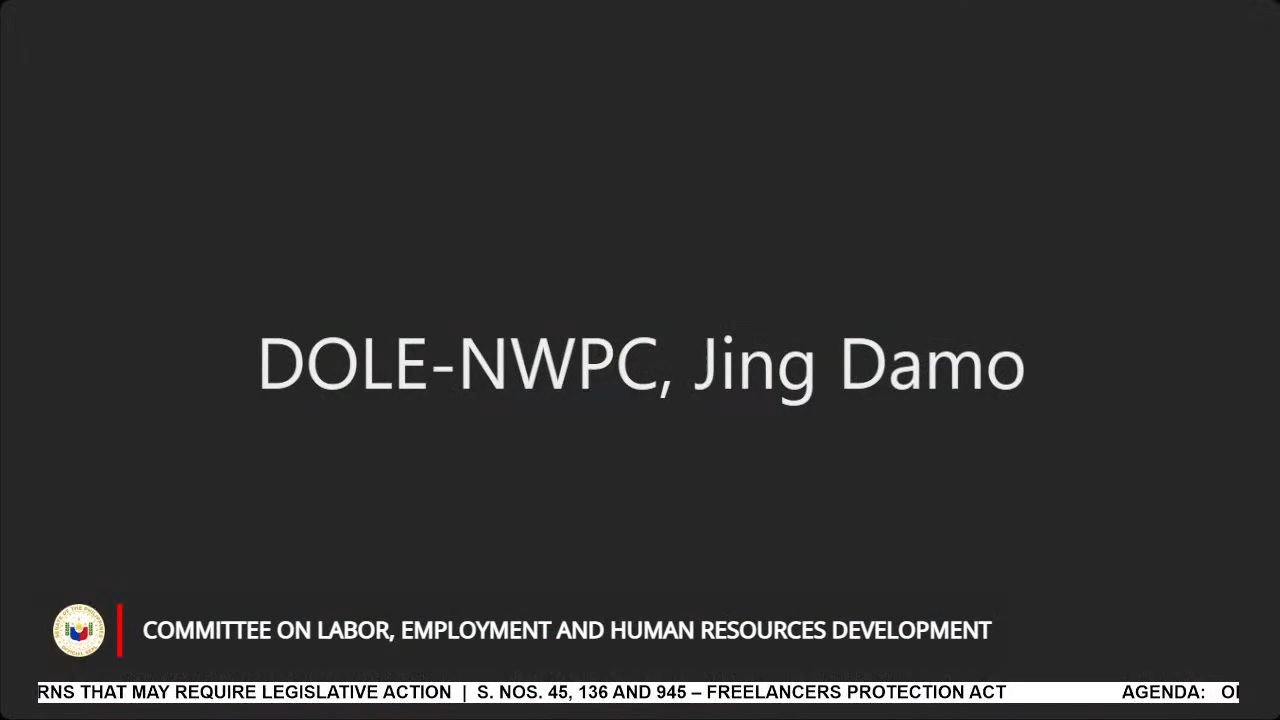 DOLE-NWPC, Jing Damo
COMMITTEE ON LABOR, EMPLOYMENT AND HUMAN RESOURCES DEVELOPMENT
RNS THAT MAY REQUIRE LEGISLATIVE ACTION | S. NOS. 45, 136 AND 945 – FREELANCERS PROTECTION ACT AGENDA: